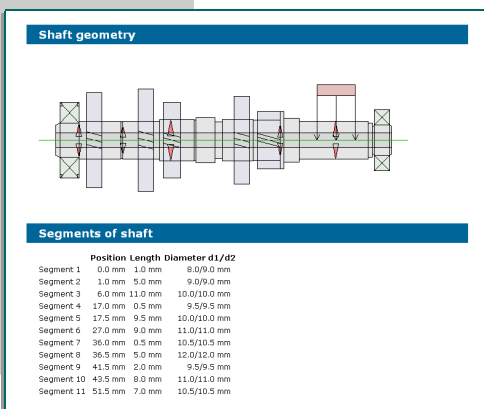 Shaft geometry
Segments of shaft
Position Length Diameter d1/d2
Segment 1 0.0 mm 1.0 mm 8.0/9.0 mm
Segment 2 1.0 mm 5.0 mm 9.0/9.0 mm
Segment 3 6.0 mm 11.0 mm 10.0/10.0 mm
Segment 4 17.0 mm 0.5 mm 9.5/9.5 mm
Segment 5 17.5 mm 9.5 mm 10.0/10.0 mm
Segment 6 27.0 mm 9.0 mm 11.0/11.0 mm
Segment 7 36.0 mm 0.5 mm 10.5/10.5 mm
Segment 8 36.5 mm 5.0 mm 12.0/12.0 mm
Segment 9 41.5 mm 2.0 mm 9.5/9.5 mm
Segment 10 43.5 mm 8.0 mm 11.0/11.0 mm
Segment 11 51.5 mm 7.0 mm 10.5/10.5 mm